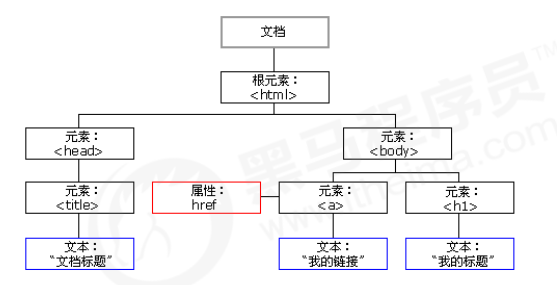 文档
根元素：
<html>
元素：
<head>
元素：
<body>
元素：
<title>
属性：
href
元素：
<a>
元素：
<h1>
文本：
“文档标题”
文本：
“我的链接”
文本：
“我的标题”
黑马程序员™
www.itheima.com